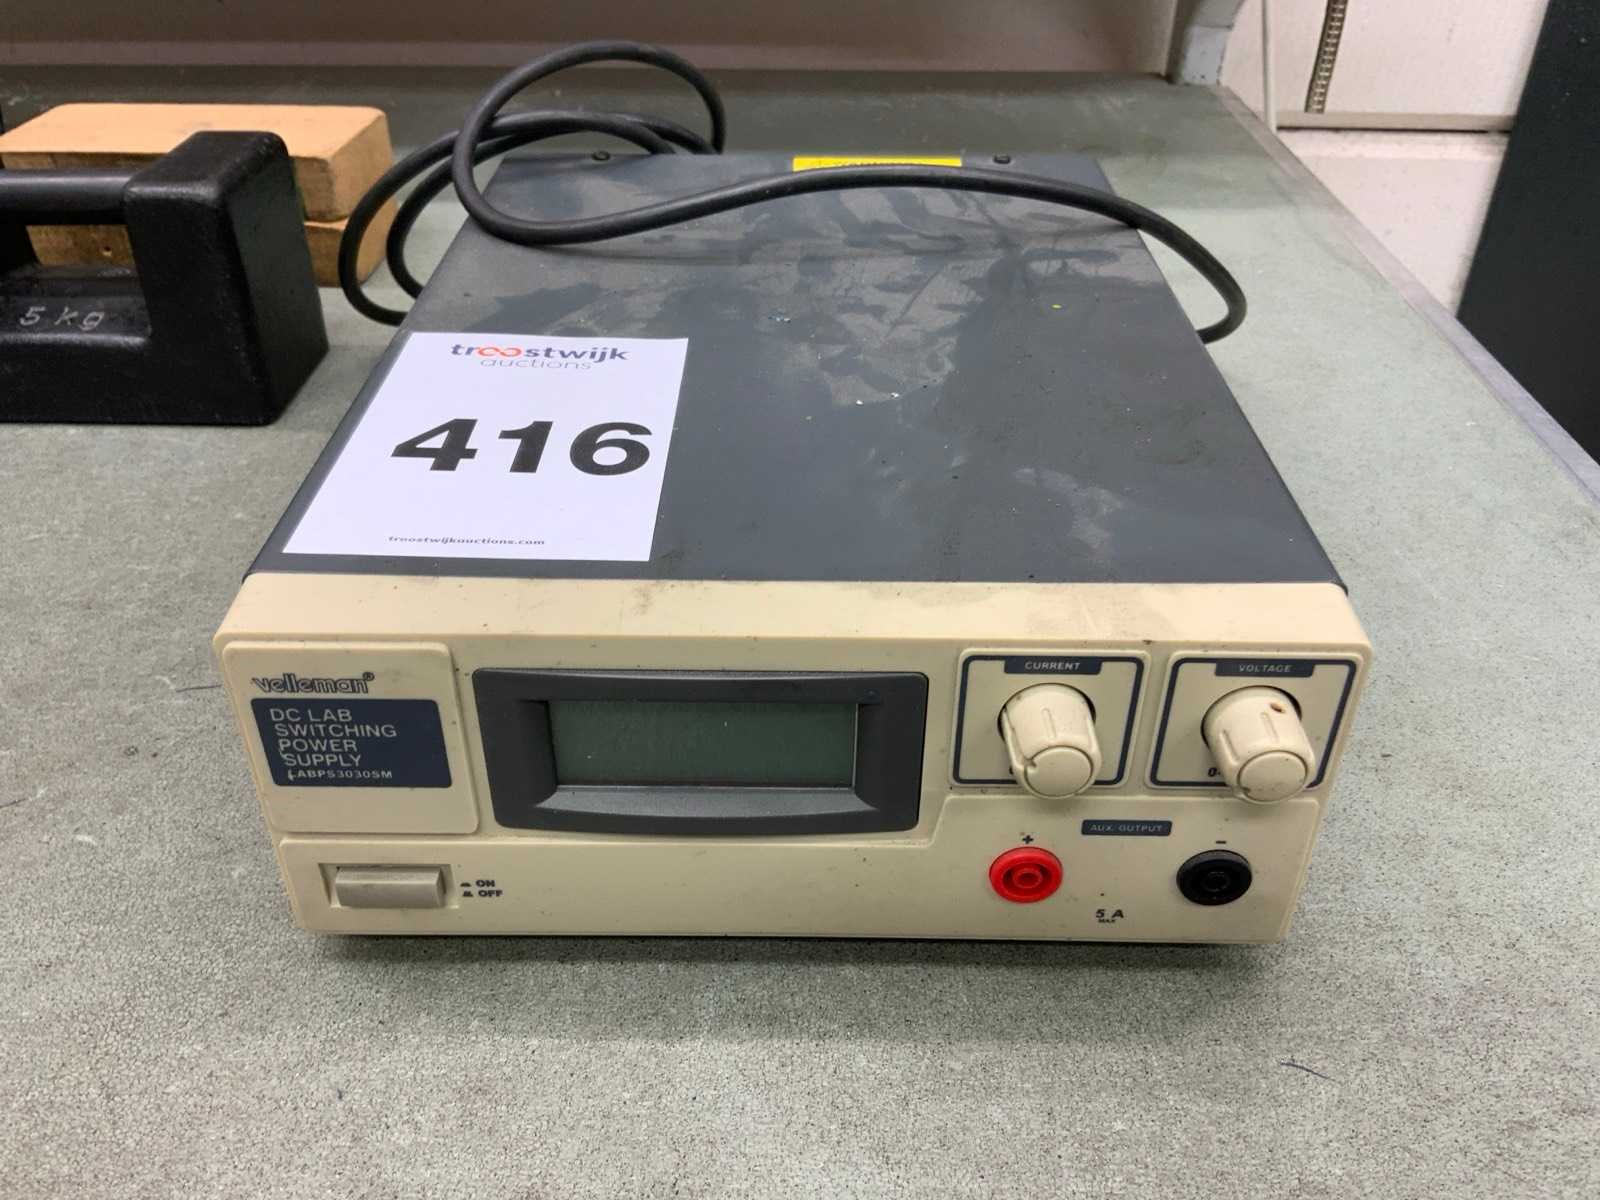 5 kg
troostwijk
auctions
416
troostwijkauctions.com
velleman®
DC LAB
SWITCHING
POWER
SUPPLY
LABPS3030SM
ON
OFF
CURRENT
VOLTAGE
AUX. OUTPUT
+
-
5 A
MAX